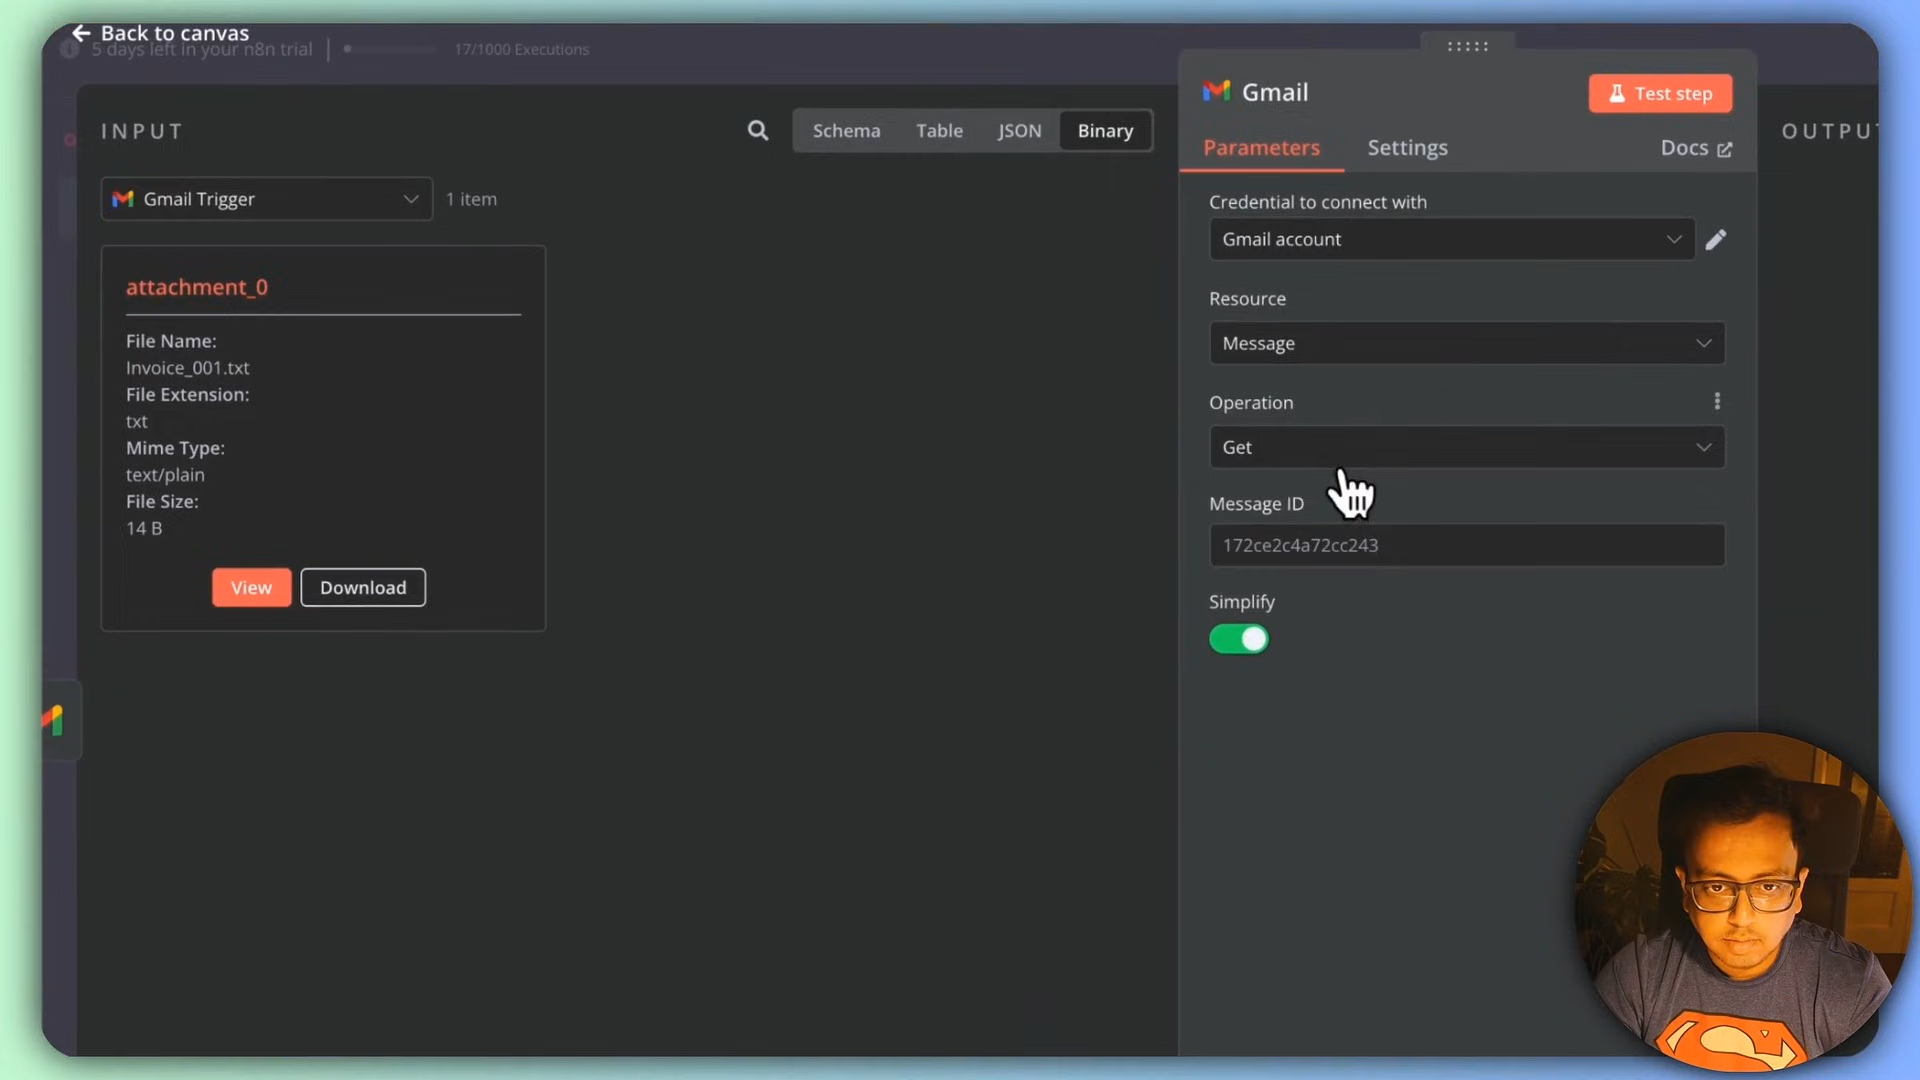 Back to canvas
5 days left in your n8n trial
17/1000 Executions
INPUT
Schema
Table
JSON
Binary
Gmail Trigger
1 item
attachment_0
File Name:
Invoice_001.txt
File Extension:
txt
Mime Type:
text/plain
File Size:
14 B
View
Download
Gmail
Test step
Parameters
Settings
Docs
Credential to connect with
Gmail account
Resource
Message
Operation
Get
Message ID
172ce2c4a72cc243
Simplify
OUTPU